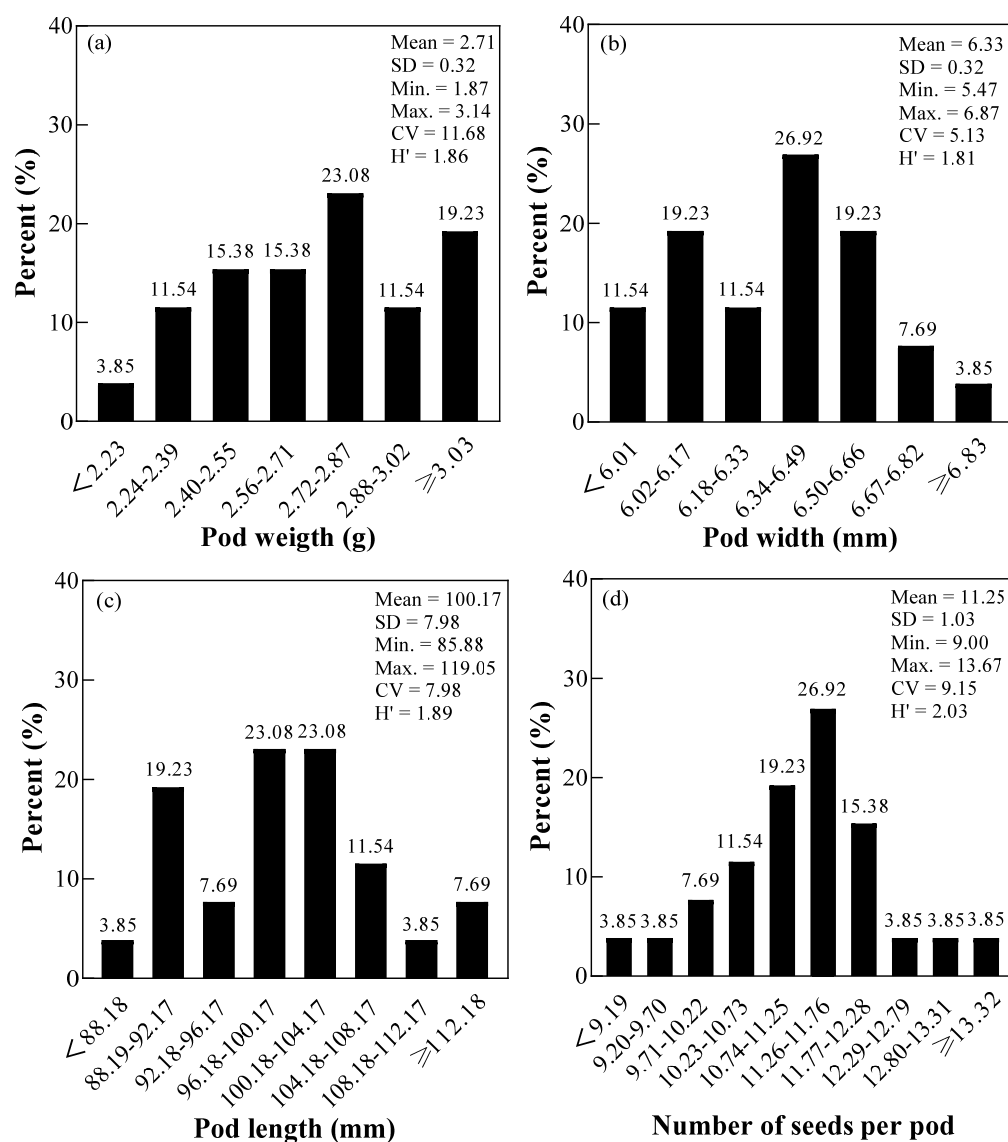 (a)
Mean = 2.71
SD = 0.32
Min. = 1.87
Max. = 3.14
CV = 11.68
H' = 1.86
Percent (%)
40
30
20
10
0
3.85
11.54
15.38
15.38
23.08
11.54
19.23
<2.23
2.24-2.39
2.40-2.55
2.56-2.71
2.72-2.87
2.88-3.02
⩾3.03
Pod weigth (g)
(b)
Mean = 6.33
SD = 0.32
Min. = 5.47
Max. = 6.87
CV = 5.13
H' = 1.81
Percent (%)
40
30
20
10
0
11.54
19.23
11.54
26.92
19.23
7.69
3.85
<6.01
6.02-6.17
6.18-6.33
6.34-6.49
6.50-6.66
6.67-6.82
⩾6.83
Pod width (mm)
(c)
Mean = 100.17
SD = 7.98
Min. = 85.88
Max. = 119.05
CV = 7.98
H' = 1.89
Percent (%)
40
30
20
10
0
3.85
19.23
7.69
23.08
23.08
11.54
3.85
7.69
<88.18
88.19-92.17
92.18-96.17
96.18-100.17
100.18-104.17
104.18-108.17
108.18-112.17
⩾112.18
Pod length (mm)
(d)
Mean = 11.25
SD = 1.03
Min. = 9.00
Max. = 13.67
CV = 9.15
H' = 2.03
Percent (%)
40
30
20
10
0
3.85
3.85
7.69
11.54
19.23
26.92
15.38
3.85
3.85
3.85
<9.19
9.20-9.70
9.71-10.22
10.23-10.73
10.74-11.25
11.26-11.76
11.77-12.28
12.29-12.79
12.80-13.31
⩾13.32
Number of seeds per pod